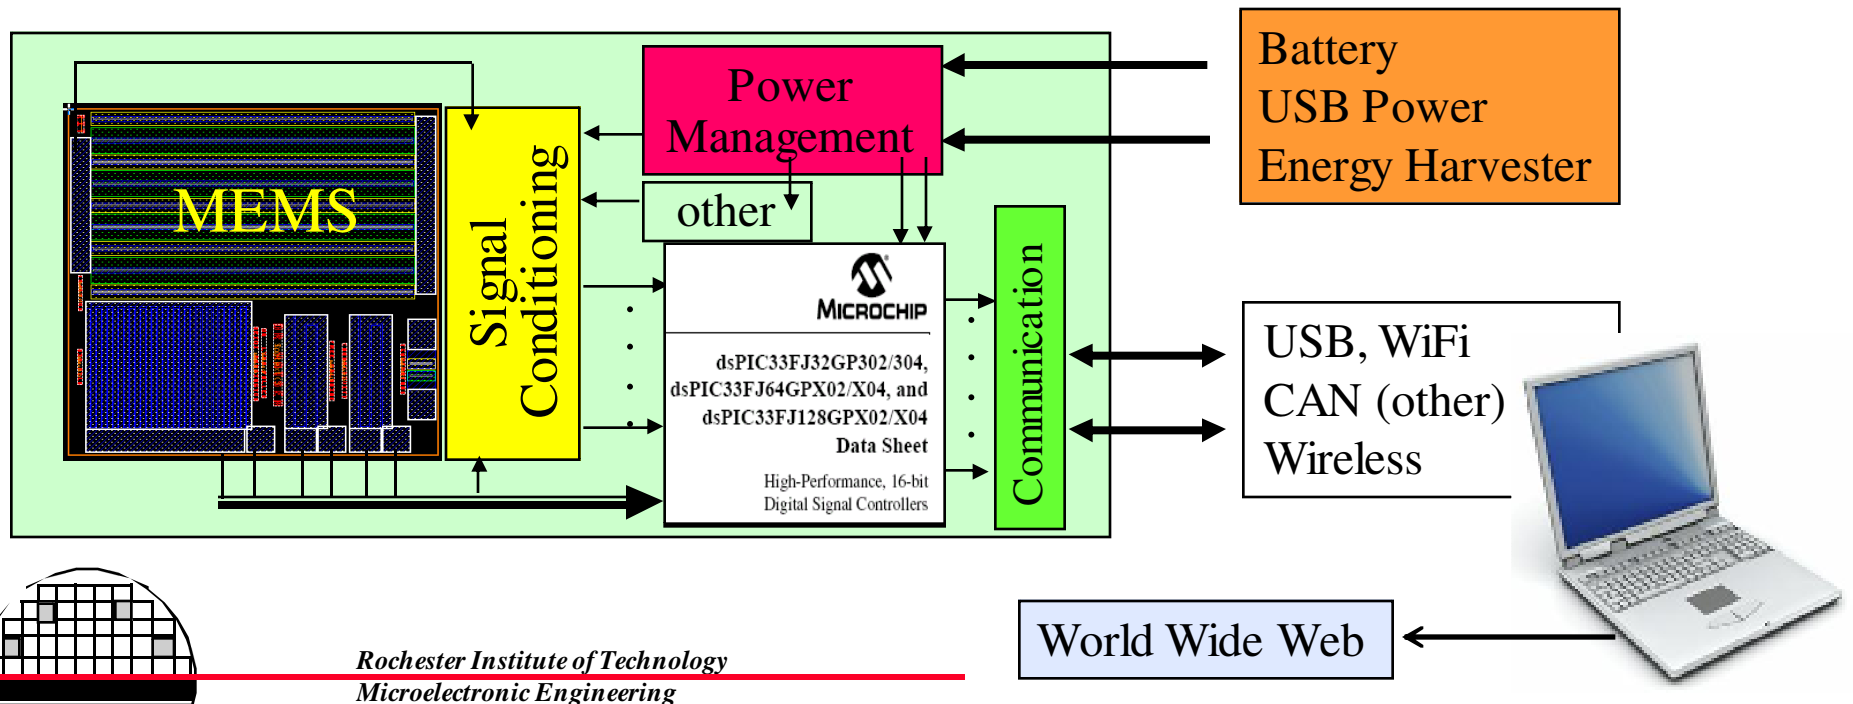 Power
Management
Battery
USB Power
Energy Harvester
MEMS
Signal
Conditioning
other
MICROCHIP
dsPIC33FJ32GP302/304,
dsPIC33FJ64GPX02/X04, and
dsPIC33FJ128GPX02/X04
Data Sheet
High-Performance, 16-bit
Digital Signal Controllers
Communication
USB, WiFi
CAN (other)
Wireless
World Wide Web
Rochester Institute of Technology
Microelectronic Engineering